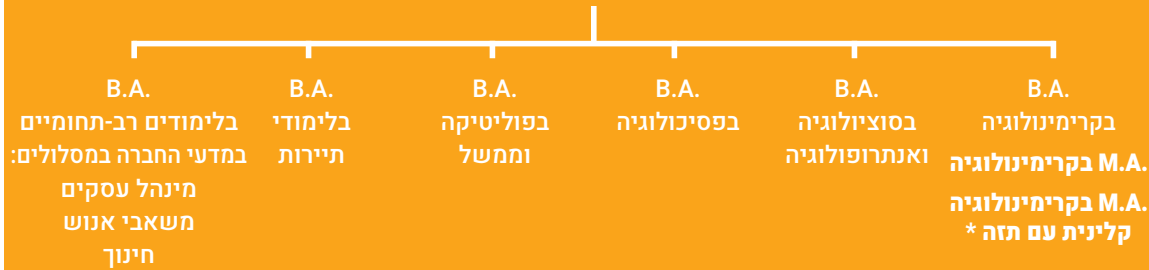 B.A.
בקרימינולוגיה
M.A. בקרימינולוגיה
M.A. בקרימינולוגיה
קלינית עם תזה *
B.A.
בסוציולוגיה
ואנתרופולוגיה
B.A.
בפסיכולוגיה
B.A.
בפוליטיקה
וממשל
B.A.
בלימודי
תיירות
B.A.
בלימודים רב-תחומיים
במדעי החברה במסלולים:
מינהל עסקים
משאבי אנוש
חינוך